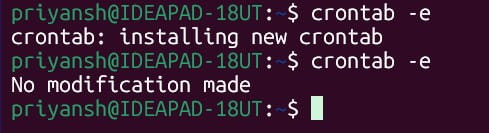 priyansh@IDEAPAD-18UT:~$ crontab -e
crontab: installing new crontab
priyansh@IDEAPAD-18UT:~$ crontab -e
No modification made
priyansh@IDEAPAD-18UT:~$